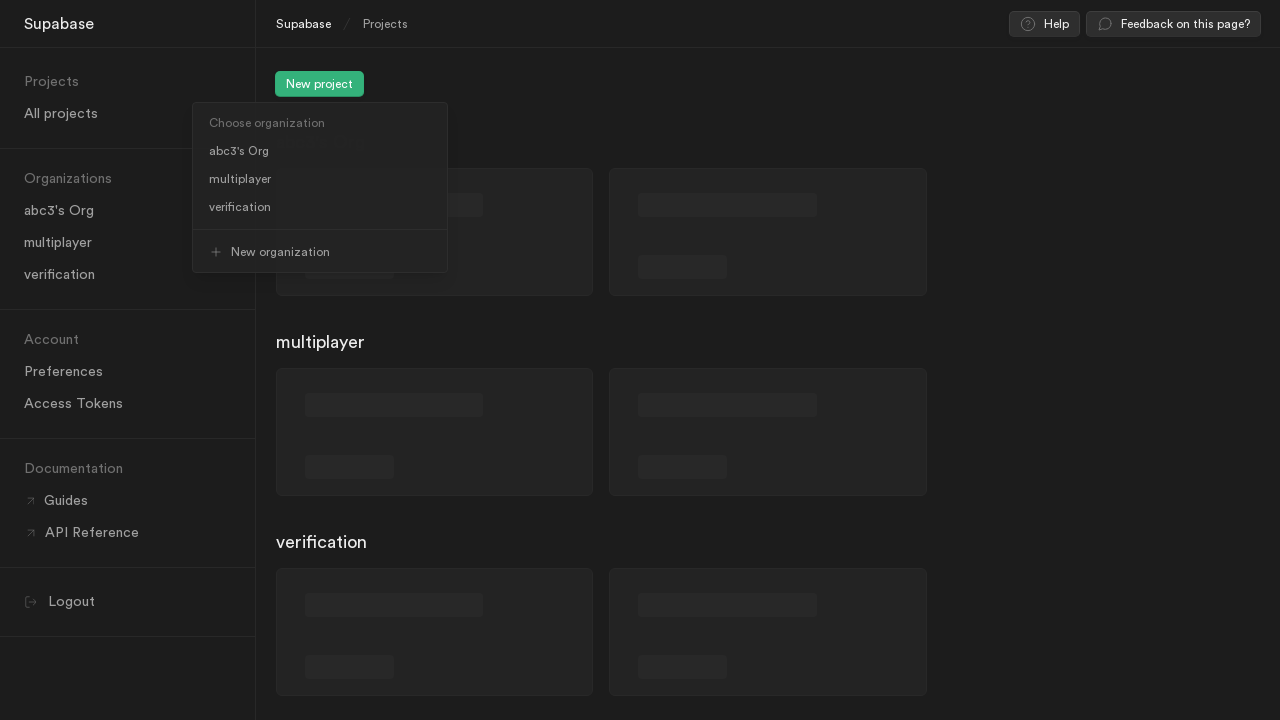 Supabase
Supabase / Projects
Help
Feedback on this page?
Projects
All projects
Organizations
abc3's Org
multiplayer
verification
Account
Preferences
Access Tokens
Documentation
Guides
API Reference
Logout
New project
Choose organization
abc3's Org
multiplayer
verification
New organization
multiplayer
verification